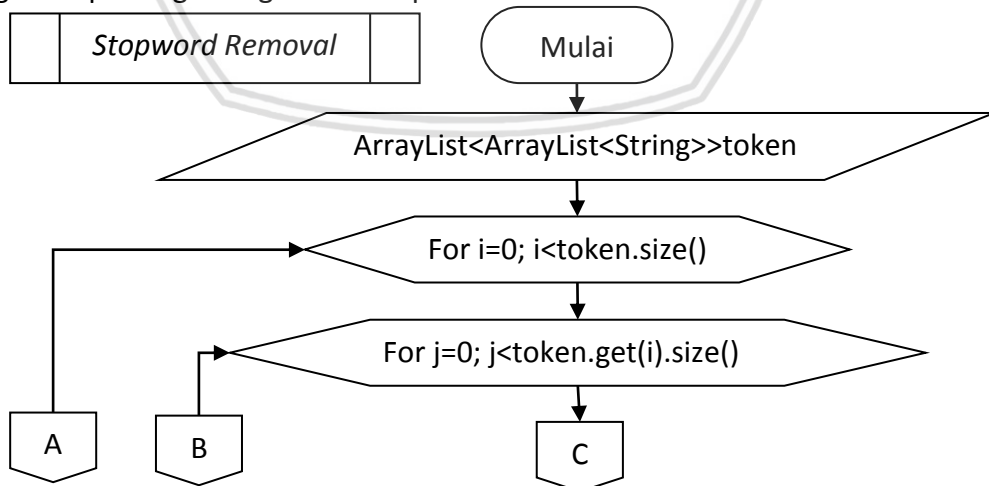 Stopword Removal
Mulai
ArrayList<ArrayList<String>>token
For i=0; i<token.size()
For j=0; j<token.get(i).size()
A
B
C